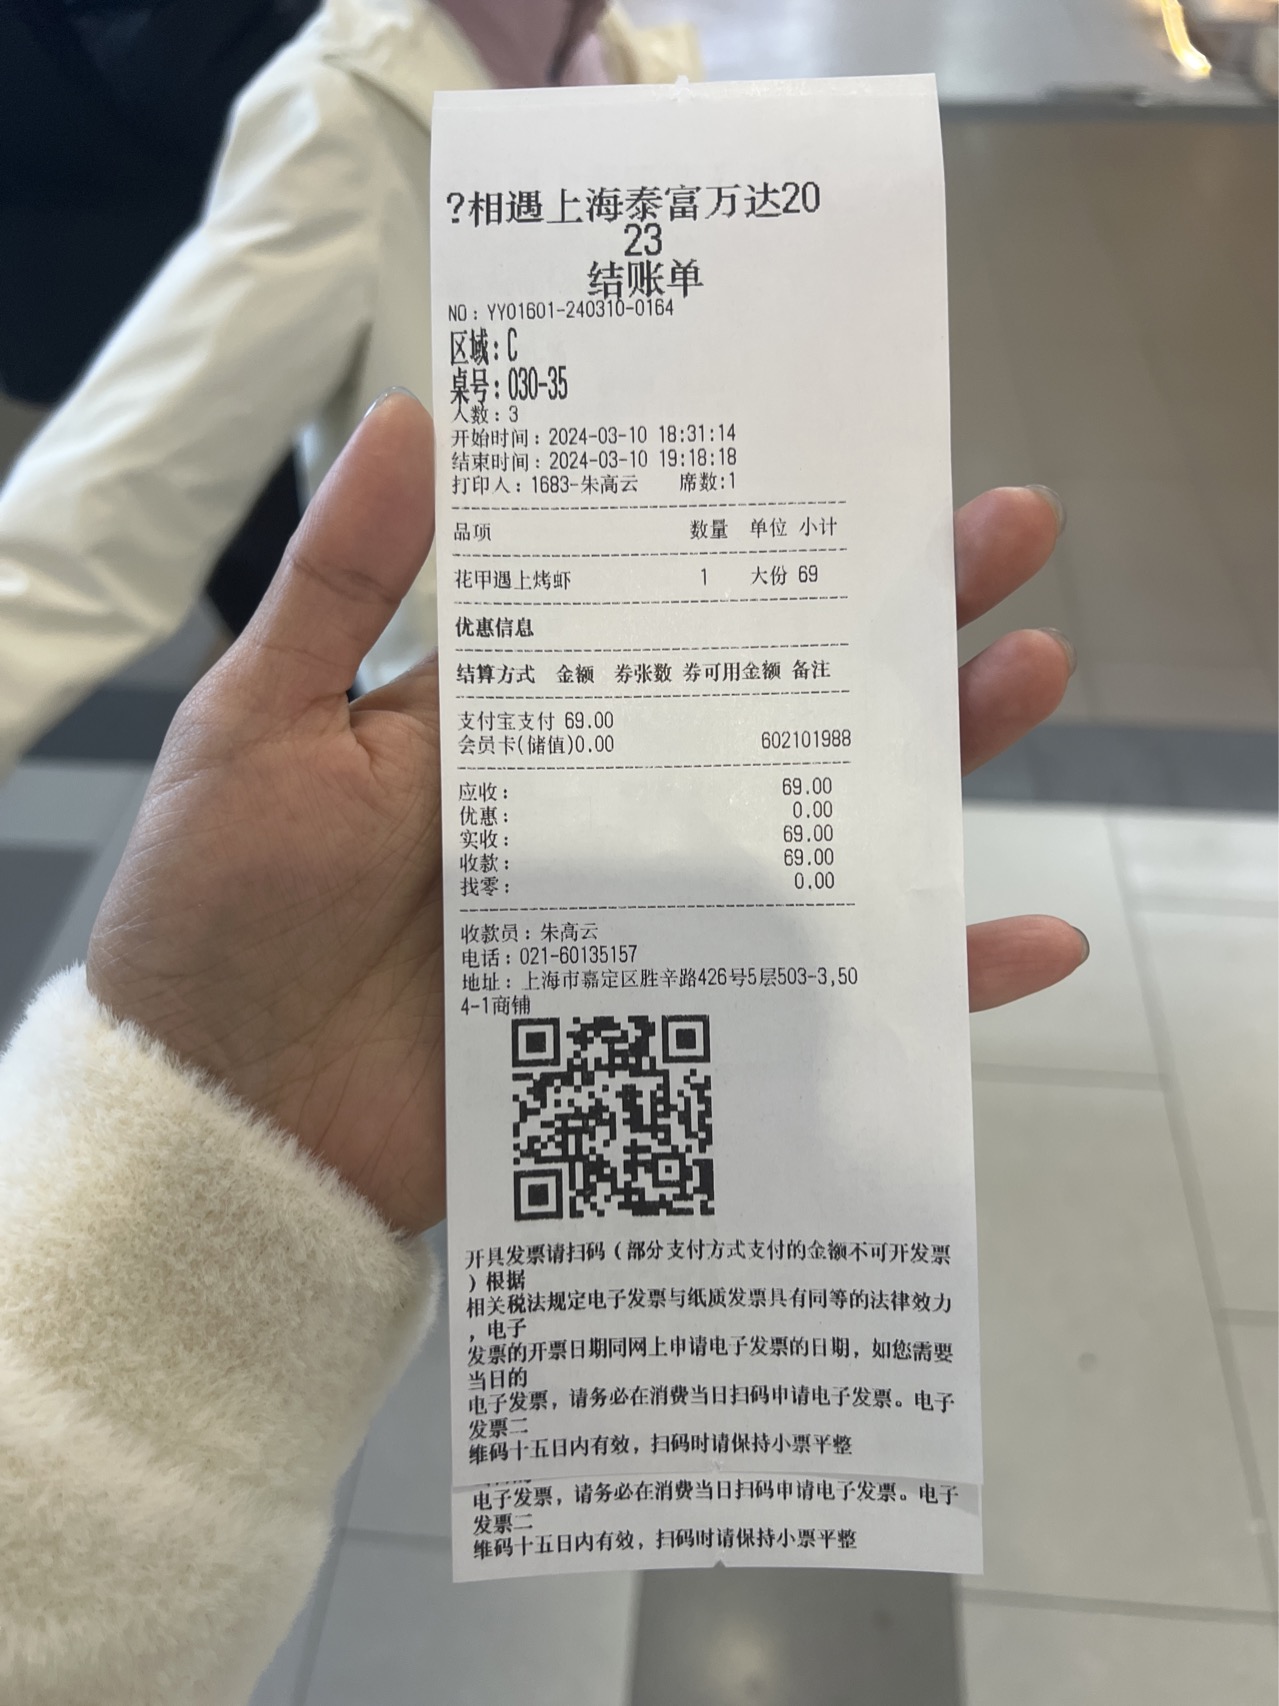 ?相遇上海泰富万达20
23
结账单
NO：YY01601-240310-0164
区域：C
桌号：030-35
人数：3
开始时间：2024-03-10 18:31:14
结束时间：2024-03-10 19:18:18
打印人：1683-朱高云 席数:1
品项 数量 单位 小计
花甲遇上烤虾 1 大份 69
优惠信息
结算方式 金额 券张数 券可用金额 备注
支付宝支付 69.00
会员卡(储值)0.00 602101988
应收： 69.00
优惠： 0.00
实收： 69.00
收款： 69.00
找零： 0.00
收款员：朱高云
电话：021-60135157
地址：上海市嘉定区胜辛路426号5层503-3,50
4-1商铺
开具发票请扫码（部分支付方式支付的金额不可开发票
）根据
相关税法规定电子发票与纸质发票具有同等的法律效力
，电子
发票的开票日期同网上申请电子发票的日期，如您需要
当日的
电子发票，请务必在消费当日扫码申请电子发票。电子
发票二
维码十五日内有效，扫码时请保持小票平整
电子发票，请务必在消费当日扫码申请电子发票。电子
发票二
维码十五日内有效，扫码时请保持小票平整